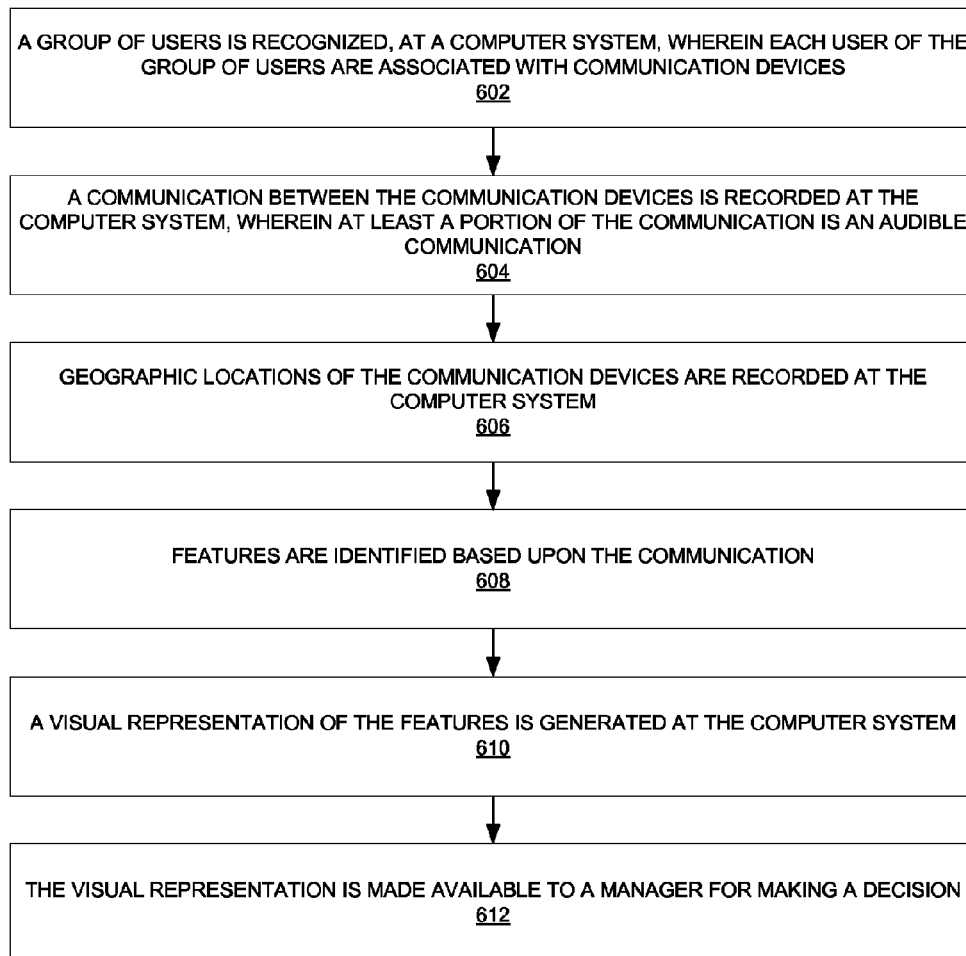 A GROUP OF USERS IS RECOGNIZED, AT A COMPUTER SYSTEM, WHEREIN EACH USER OF THE
GROUP OF USERS ARE ASSOCIATED WITH COMMUNICATION DEVICES
602
A COMMUNICATION BETWEEN THE COMMUNICATION DEVICES IS RECORDED AT THE
COMPUTER SYSTEM, WHEREIN AT LEAST A PORTION OF THE COMMUNICATION IS AN AUDIBLE
COMMUNICATION
604
GEOGRAPHIC LOCATIONS OF THE COMMUNICATION DEVICES ARE RECORDED AT THE
COMPUTER SYSTEM
606
FEATURES ARE IDENTIFIED BASED UPON THE COMMUNICATION
608
A VISUAL REPRESENTATION OF THE FEATURES IS GENERATED AT THE COMPUTER SYSTEM
610
THE VISUAL REPRESENTATION IS MADE AVAILABLE TO A MANAGER FOR MAKING A DECISION
612